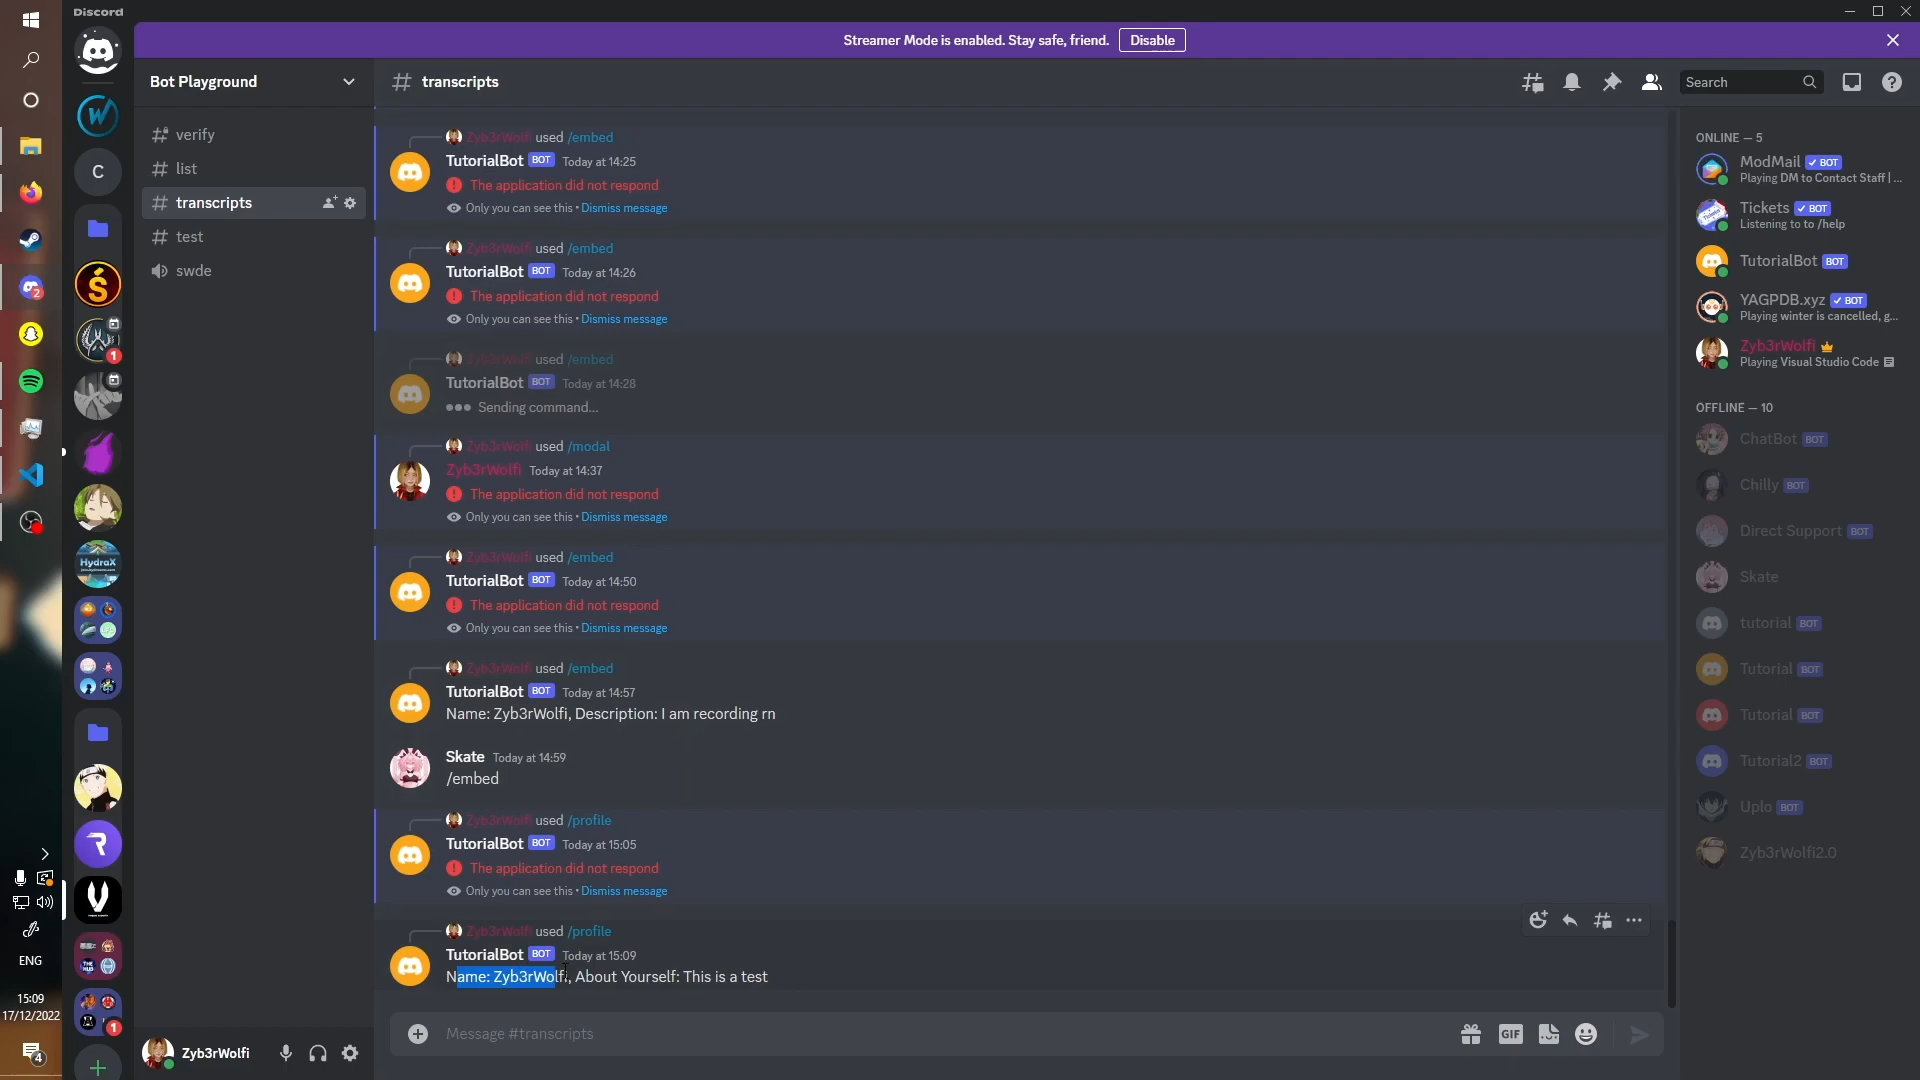 Discord
Streamer Mode is enabled. Stay safe, friend. Disable
Bot Playground
verify
list
transcripts
test
swde
Zyb3rWolfi
transcripts
Search
Zyb3rWolfi used /embed
TutorialBot BOT Today at 14:25
The application did not respond
Only you can see this • Dismiss message
Zyb3rWolfi used /embed
TutorialBot BOT Today at 14:26
The application did not respond
Only you can see this • Dismiss message
Zyb3rWolfi used /embed
TutorialBot BOT Today at 14:28
Sending command...
Zyb3rWolfi used /modal
Zyb3rWolfi Today at 14:37
The application did not respond
Only you can see this • Dismiss message
Zyb3rWolfi used /embed
TutorialBot BOT Today at 14:50
The application did not respond
Only you can see this • Dismiss message
Zyb3rWolfi used /embed
TutorialBot BOT Today at 14:57
Name: Zyb3rWolfi, Description: I am recording rn
Skate Today at 14:59
/embed
Zyb3rWolfi used /profile
TutorialBot BOT Today at 15:05
The application did not respond
Only you can see this • Dismiss message
Zyb3rWolfi used /profile
TutorialBot BOT Today at 15:09
Name: Zyb3rWolfi, About Yourself: This is a test
Message #transcripts
GIF
ONLINE — 5
ModMail ✓ BOT
Playing DM to Contact Staff | ...
Tickets ✓ BOT
Listening to to /help
TutorialBot BOT
YAGPDB.xyz ✓ BOT
Playing winter is cancelled, g...
Zyb3rWolfi
Playing Visual Studio Code
OFFLINE — 10
ChatBot BOT
Chilly BOT
Direct Support BOT
Skate
tutorial BOT
Tutorial BOT
Tutorial BOT
Tutorial2 BOT
Uplo BOT
Zyb3rWolfi2.0
C
1
HydraX
1
2
ENG
15:09
17/12/2022
4